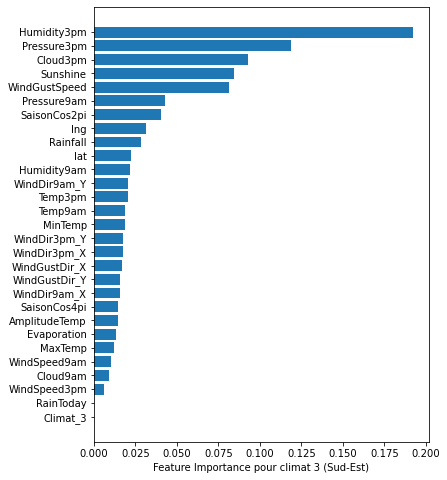 Humidity3pm
Pressure3pm
Cloud3pm
Sunshine
WindGustSpeed
Pressure9am
SaisonCos2pi
lng
Rainfall
lat
Humidity9am
WindDir9am_Y
Temp3pm
Temp9am
MinTemp
WindDir3pm_Y
WindDir3pm_X
WindGustDir_X
WindGustDir_Y
WindDir9am_X
SaisonCos4pi
AmplitudeTemp
Evaporation
MaxTemp
WindSpeed9am
Cloud9am
WindSpeed3pm
RainToday
Climat_3
0.000 0.025 0.050 0.075 0.100 0.125 0.150 0.175 0.200
Feature Importance pour climat 3 (Sud-Est)